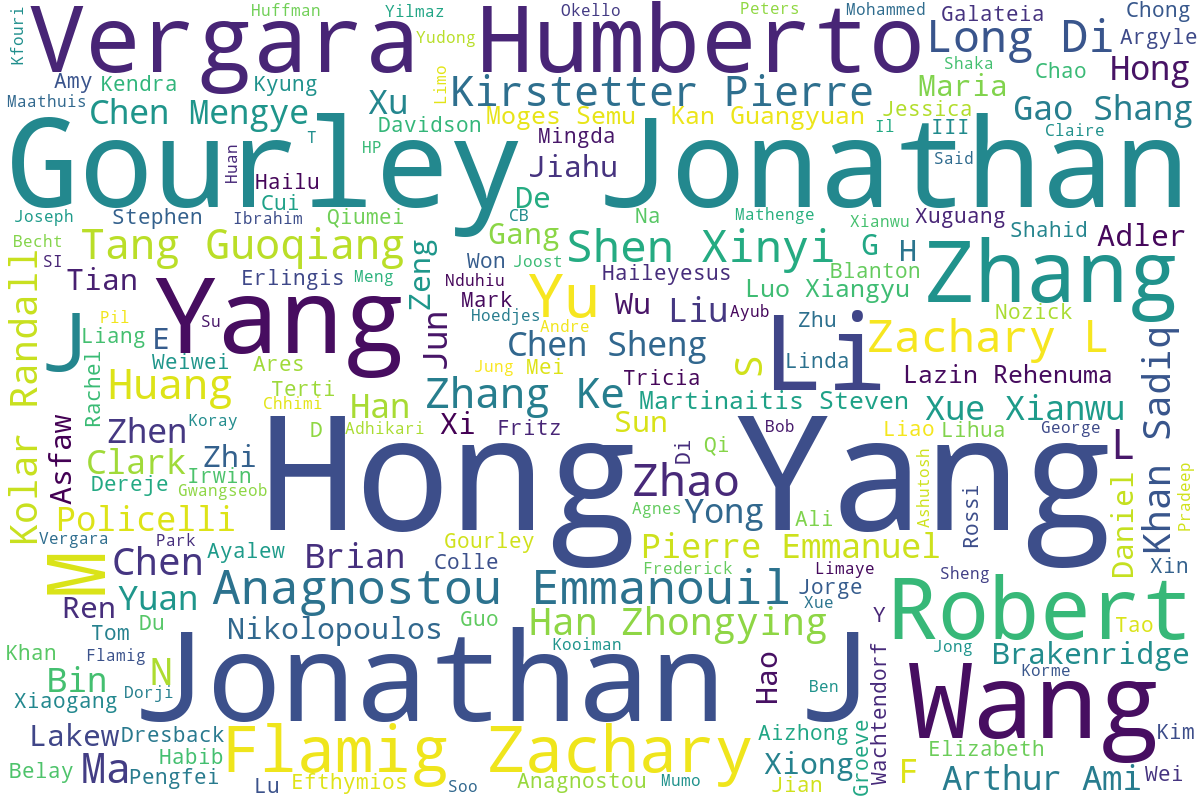 Kfouri
Vergara Humberto
Huffman
Yilmaz
Yudong
Okello
Peters
Mohammed
Galateia
Chong
Long Di
Argyle
Amy
Kendra
Kyung
Limo
Kirstetter Pierre
Shaka
Chao
Hong
Maria
Maathuis
Chen Mengye
Xu
Davidson
Moges Semu
Kan Guangyuan
Jessica
Gao Shang
T
HP
Mingda
Il
III
Claire
Gourley Jonathan
Huan
Hailu
Jiahu
Said
Cui
De
Joseph
Stephen
Ibrahim
Qiumei
CB
Na
Mathenge
Xianwu
Xuguang
Shahid
Adler
Becht
Tang Guoqiang
Zeng
Gang
Shen Xinyi
G
H
SI
Tian
Erlingis
Meng
Won
Joost
Haileyesus
Blanton
Zhang
Kolar Randall
Yang
Nduhiu
Mark
Yu
Wu
Liu
Luo Xiangyu
J
Pil
Su
Jun
Hoedjes
Andre
Ayub
Zhu
Nozick
Liang
E
Chen Sheng
Li
Zachary L
Khan Sadiq
Rachel
Weiwei
Ares
Jung
Mei
S
Linda
Huang
Terti
Zhang Ke
Tricia
Lazin Rehenuma
Chhimi
Han
Martinaitis Steven
Xue Xianwu
Asfaw
Zhen
Koray
D
Adhikari
Xi
Fritz
Sun
Bob
Liao
Lihua
George
Hong Yang
Di
Qi
L
Clark
Zhi
Irwin
Zhao
Ashutosh
Daniel
Pradeep
Dereje
Gwangseob
Agnes
Yong
Ali
Rossi
Policelli
Vergara
Park
Ayalew
Gourley
Pierre Emmanuel
M
Chen
Brian
Colle
Frederick
Limaye
Xin
Yuan
Anagnostou Emmanouil
Jorge
Sheng
Ren
Xue
Robert
Tom
Du
Nikolopoulos
Guo
Han Zhongying
Y
Tao
Khan
Flamig
Kooiman
Jong
Brakenridge
Bin
N
Jonathan J
Hao
Ben
Wachtendorf
Wang
Korme
Xiaogang
Dorji
Lakew
Dresback
Flamig Zachary
Aizhong
Groeve
Elizabeth
Kim
Belay
Ma
Habib
Pengfei
Xiong
F
Arthur Ami
Wei
Lu
Efthymios
Soo
Anagnostou
Mumo
Jian